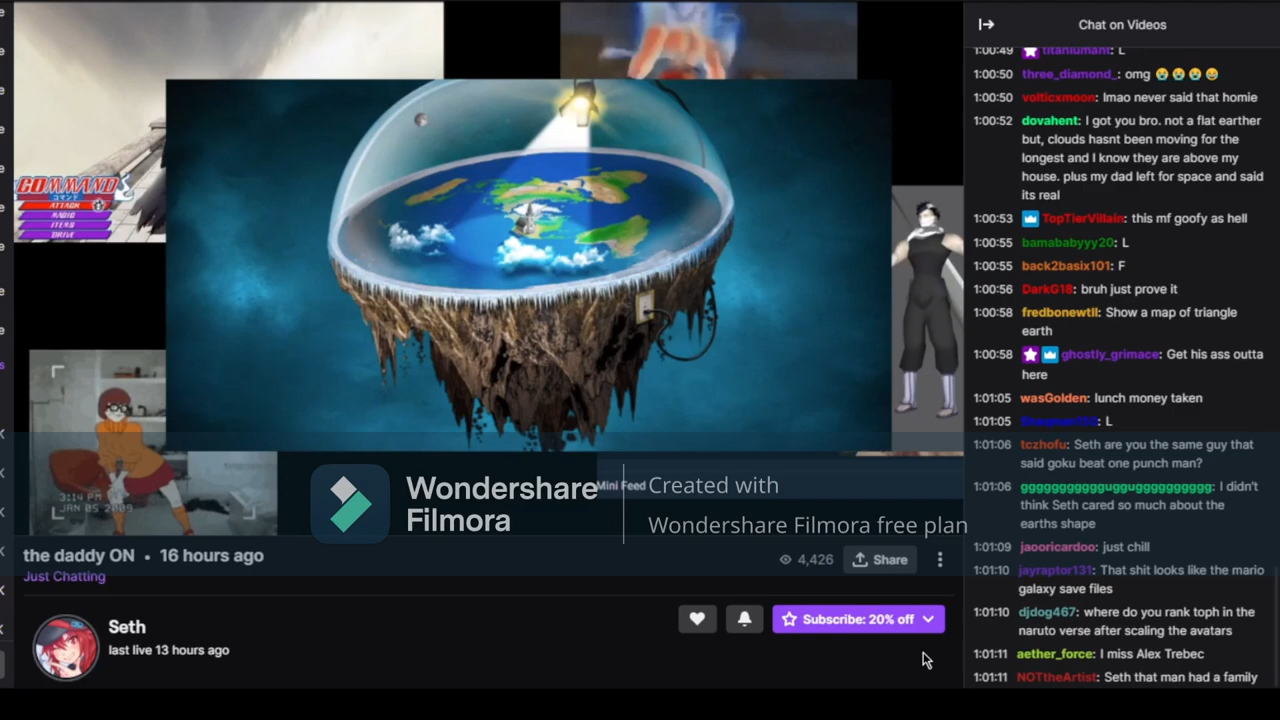 Chat on Videos
1:00:49 titaniumant: L
1:00:50 three_diamond_: omg 😭😭😭😄
1:00:50 volticxmoon: lmao never said that homie
1:00:52 dovahent: I got you bro. not a flat earther
but, clouds hasnt been moving for the
longest and I know they are above my
house. plus my dad left for space and said
its real
1:00:53 TopTierVillain: this mf goofy as hell
1:00:55 bamababyyy20: L
1:00:55 back2basix101: F
1:00:56 DarkG18: bruh just prove it
1:00:58 fredbonewtll: Show a map of triangle
earth
1:00:58 ghostly_grimace: Get his ass outta
here
1:01:05 wasGolden: lunch money taken
1:01:05 : L
1:01:06 tczhofu: Seth are you the same guy that
said goku beat one punch man?
1:01:06 : I didn't
think Seth cared so much about the
earths shape
1:01:09 jaooricardoo: just chill
1:01:10 jayraptor131: That shit looks like the mario
galaxy save files
1:01:10 djdog467: where do you rank toph in the
naruto verse after scaling the avatars
1:01:11 aether_force: I miss Alex Trebec
1:01:11 NOTtheArtist: Seth that man had a family
COMMAND
コマンド
ATTACK
MAGIC
ITEMS
DRIVE
3:14 PM
JAN 05 2009
Mini Feed
Wondershare
Filmora
Created with
Wondershare Filmora free plan
the daddy ON • 16 hours ago
4,426
Share
Just Chatting
Seth
last live 13 hours ago
Subscribe: 20% off